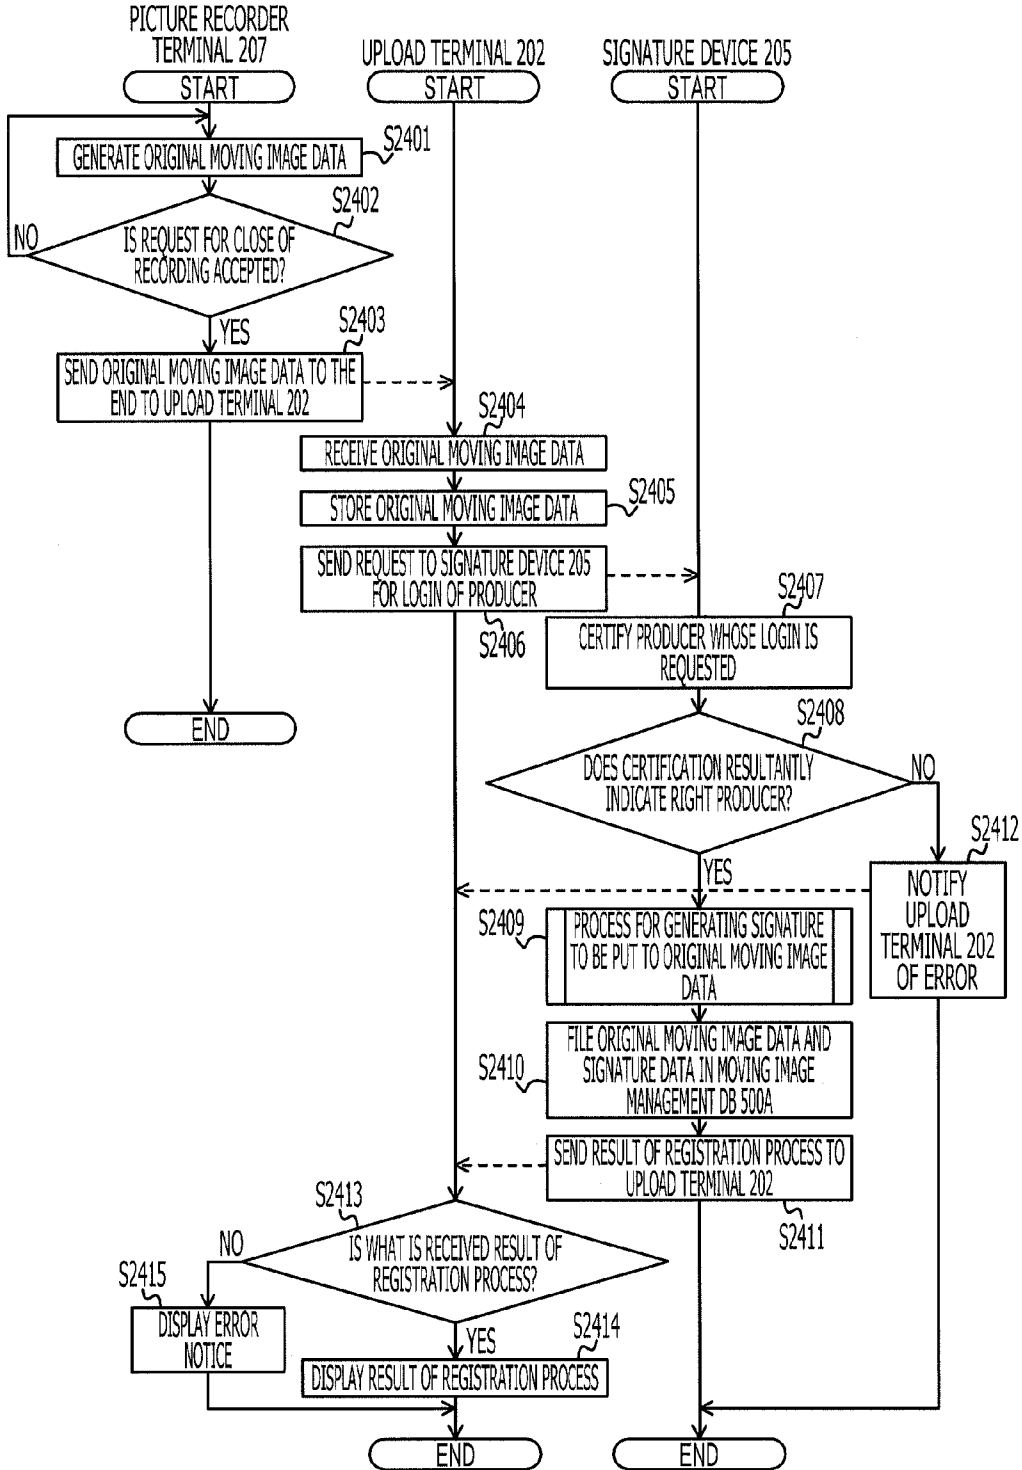 PICTURE RECORDER
TERMINAL 207
UPLOAD TERMINAL 202
SIGNATURE DEVICE 205
START
START
START
S2401
GENERATE ORIGINAL MOVING IMAGE DATA
S2402
NO
IS REQUEST FOR CLOSE OF
RECORDING ACCEPTED?
YES
S2403
SEND ORIGINAL MOVING IMAGE DATA TO THE
END TO UPLOAD TERMINAL 202
S2404
RECEIVE ORIGINAL MOVING IMAGE DATA
S2405
STORE ORIGINAL MOVING IMAGE DATA
SEND REQUEST TO SIGNATURE DEVICE 205
FOR LOGIN OF PRODUCER
S2406
S2407
CERTIFY PRODUCER WHOSE LOGIN IS
REQUESTED
END
S2408
DOES CERTIFICATION RESULTANTLY
INDICATE RIGHT PRODUCER?
NO
S2412
YES
NOTIFY
UPLOAD
TERMINAL 202
OF ERROR
S2409
PROCESS FOR GENERATING SIGNATURE
TO BE PUT TO ORIGINAL MOVING IMAGE
DATA
S2410
FILE ORIGINAL MOVING IMAGE DATA AND
SIGNATURE DATA IN MOVING IMAGE
MANAGEMENT DB 500A
SEND RESULT OF REGISTRATION PROCESS TO
UPLOAD TERMINAL 202
S2411
S2413
NO
IS WHAT IS RECEIVED RESULT OF
REGISTRATION PROCESS?
S2415
DISPLAY ERROR
NOTICE
YES
S2414
DISPLAY RESULT OF REGISTRATION PROCESS
END
END